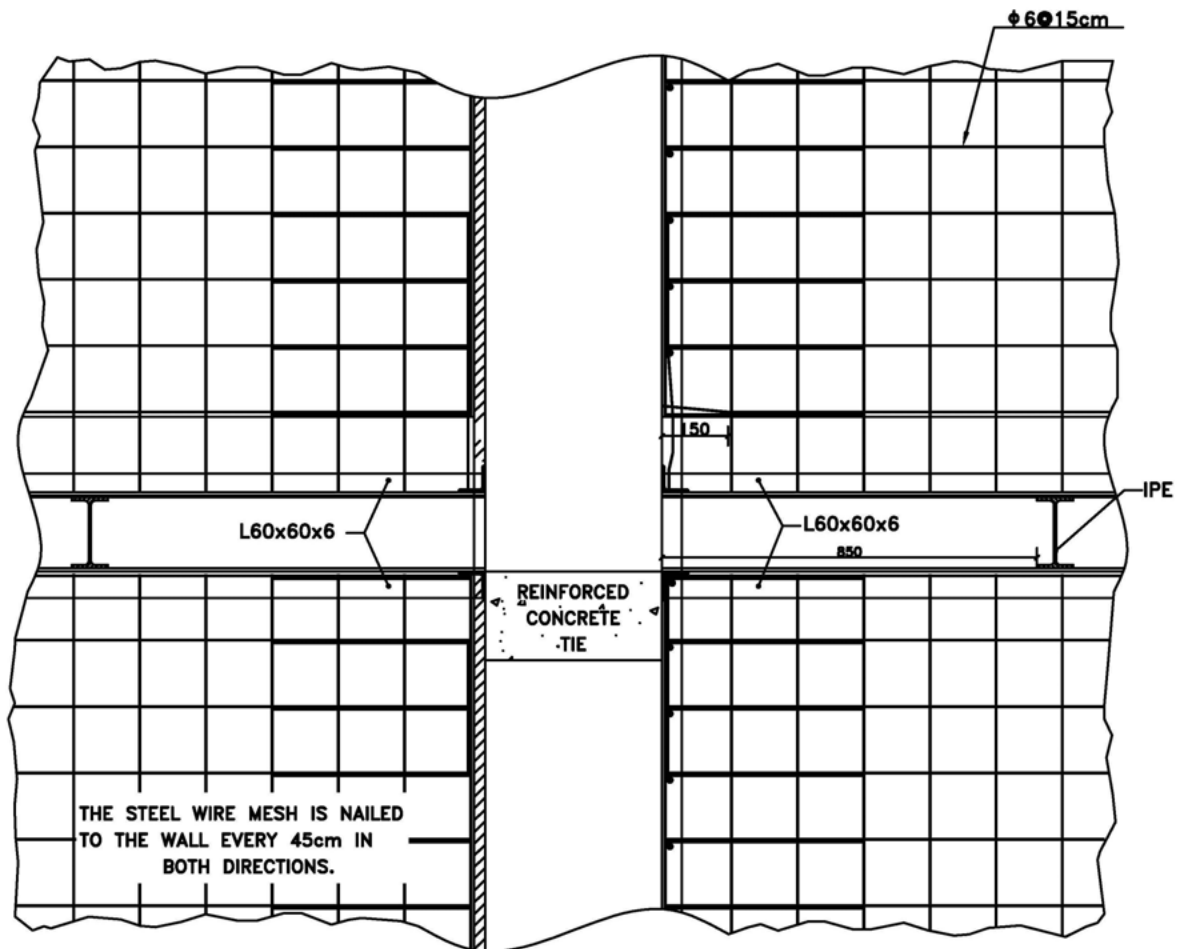 ϕ6@15cm
150
IPE
L60x60x6
L60x60x6
850
REINFORCED
CONCRETE
TIE
THE STEEL WIRE MESH IS NAILED
TO THE WALL EVERY 45cm IN
BOTH DIRECTIONS.